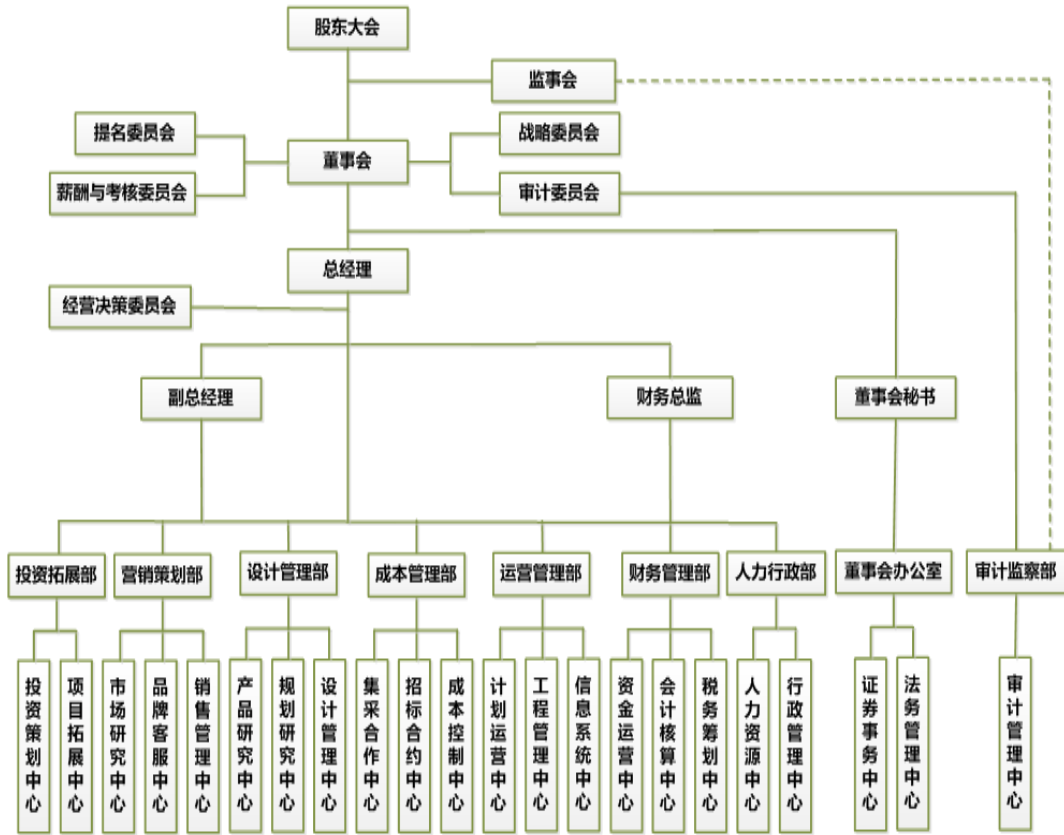 股东大会
监事会
提名委员会
战略委员会
董事会
薪酬与考核委员会
审计委员会
总经理
经营决策委员会
副总经理
财务总监
董事会秘书
投资拓展部
营销策划部
设计管理部
成本管理部
运营管理部
财务管理部
人力行政部
董事会办公室
审计监察部
投资策划中心
项目拓展中心
市场研究中心
品牌客服中心
销售管理中心
产品研究中心
规划研究中心
设计管理中心
集采合作中心
招标合约中心
成本控制中心
计划运营中心
工程管理中心
信息系统中心
资金运营中心
会计核算中心
税务筹划中心
人力资源中心
行政管理中心
证券事务中心
法务管理中心
审计管理中心